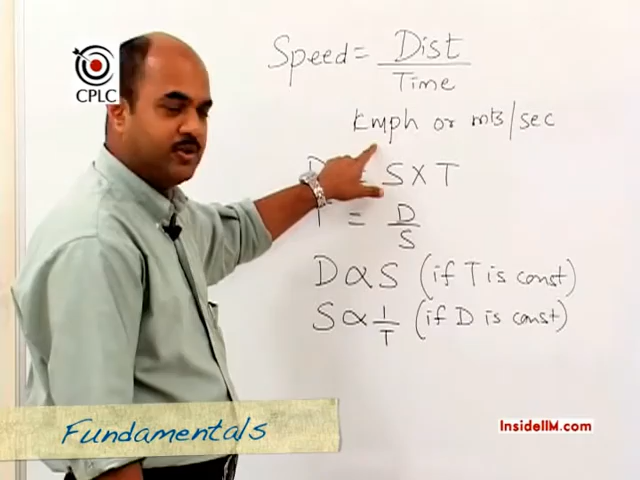 CPLC
Speed = Dist / Time
kmph or mts/sec
D S X T
T = D / S
D ∝ S (if T is const)
S ∝ 1 / T (if D is const)
Fundamentals
InsideIIM.com